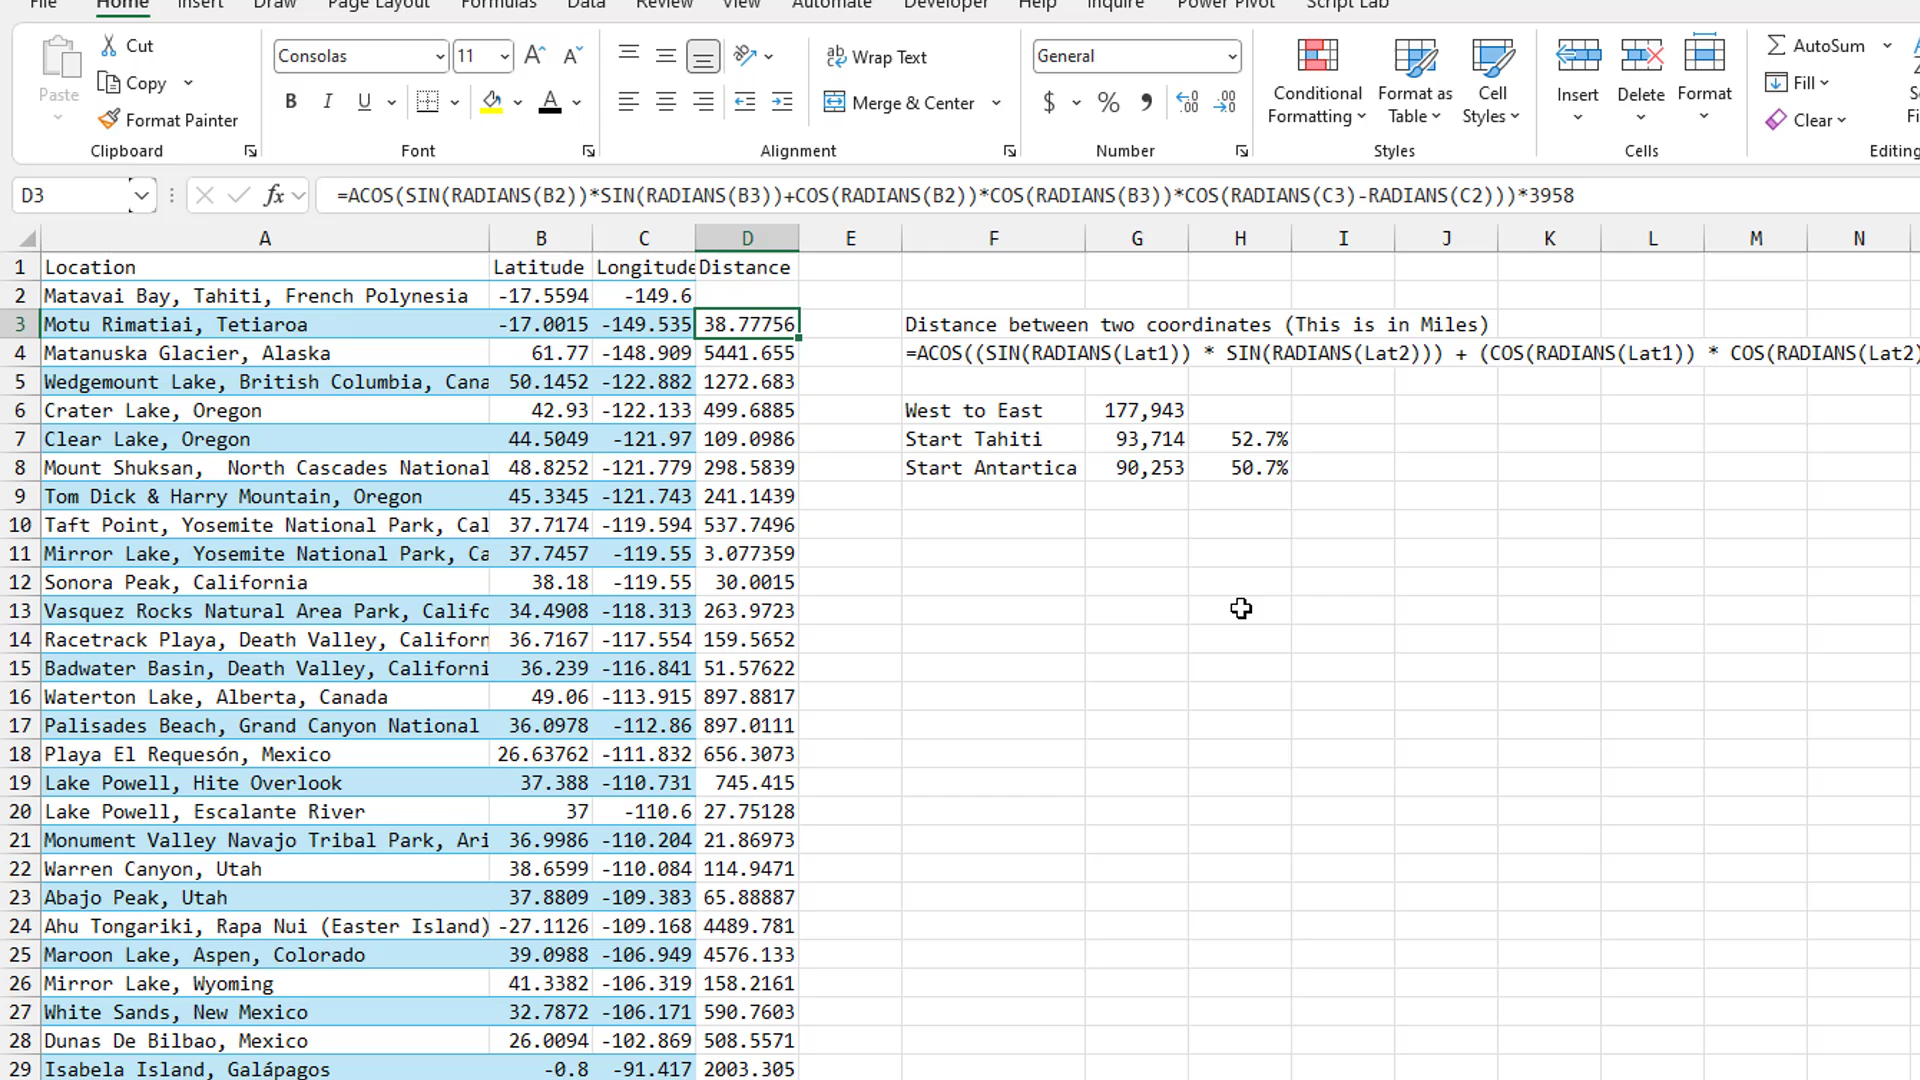 File Home Insert Draw Page Layout Formulas Data Review View Automate Developer Help Inquire Power Pivot Script Lab
Paste Cut Copy Format Painter Clipboard
Consolas 11 B I U A Font
ab Wrap Text Merge & Center Alignment
General $ % Number
Conditional Formatting Format as Table Cell Styles Styles
Insert Delete Format Cells
AutoSum Fill Clear Editing
D3 fx =ACOS(SIN(RADIANS(B2))*SIN(RADIANS(B3))+COS(RADIANS(B2))*COS(RADIANS(B3))*COS(RADIANS(C3)-RADIANS(C2)))*3958
A B C D E F G H I J K L M N
1 Location Latitude Longitude Distance
2 Matavai Bay, Tahiti, French Polynesia -17.5594 -149.6
3 Motu Rimatiai, Tetiaroa -17.0015 -149.535 38.77756 Distance between two coordinates (This is in Miles)
4 Matanuska Glacier, Alaska 61.77 -148.909 5441.655 =ACOS((SIN(RADIANS(Lat1)) * SIN(RADIANS(Lat2))) + (COS(RADIANS(Lat1)) * COS(RADIANS(Lat2)
5 Wedgemount Lake, British Columbia, Cana 50.1452 -122.882 1272.683
6 Crater Lake, Oregon 42.93 -122.133 499.6885 West to East 177,943
7 Clear Lake, Oregon 44.5049 -121.97 109.0986 Start Tahiti 93,714 52.7%
8 Mount Shuksan, North Cascades National 48.8252 -121.779 298.5839 Start Antartica 90,253 50.7%
9 Tom Dick & Harry Mountain, Oregon 45.3345 -121.743 241.1439
10 Taft Point, Yosemite National Park, Cal 37.7174 -119.594 537.7496
11 Mirror Lake, Yosemite National Park, Ca 37.7457 -119.55 3.077359
12 Sonora Peak, California 38.18 -119.55 30.0015
13 Vasquez Rocks Natural Area Park, Califo 34.4908 -118.313 263.9723
14 Racetrack Playa, Death Valley, Californ 36.7167 -117.554 159.5652
15 Badwater Basin, Death Valley, Californi 36.239 -116.841 51.57622
16 Waterton Lake, Alberta, Canada 49.06 -113.915 897.8817
17 Palisades Beach, Grand Canyon National 36.0978 -112.86 897.0111
18 Playa El Requesón, Mexico 26.63762 -111.832 656.3073
19 Lake Powell, Hite Overlook 37.388 -110.731 745.415
20 Lake Powell, Escalante River 37 -110.6 27.75128
21 Monument Valley Navajo Tribal Park, Ari 36.9986 -110.204 21.86973
22 Warren Canyon, Utah 38.6599 -110.084 114.9471
23 Abajo Peak, Utah 37.8809 -109.383 65.88887
24 Ahu Tongariki, Rapa Nui (Easter Island) -27.1126 -109.168 4489.781
25 Maroon Lake, Aspen, Colorado 39.0988 -106.949 4576.133
26 Mirror Lake, Wyoming 41.3382 -106.319 158.2161
27 White Sands, New Mexico 32.7872 -106.171 590.7603
28 Dunas De Bilbao, Mexico 26.0094 -102.869 508.5571
29 Isabela Island, Galápagos -0.8 -91.417 2003.305